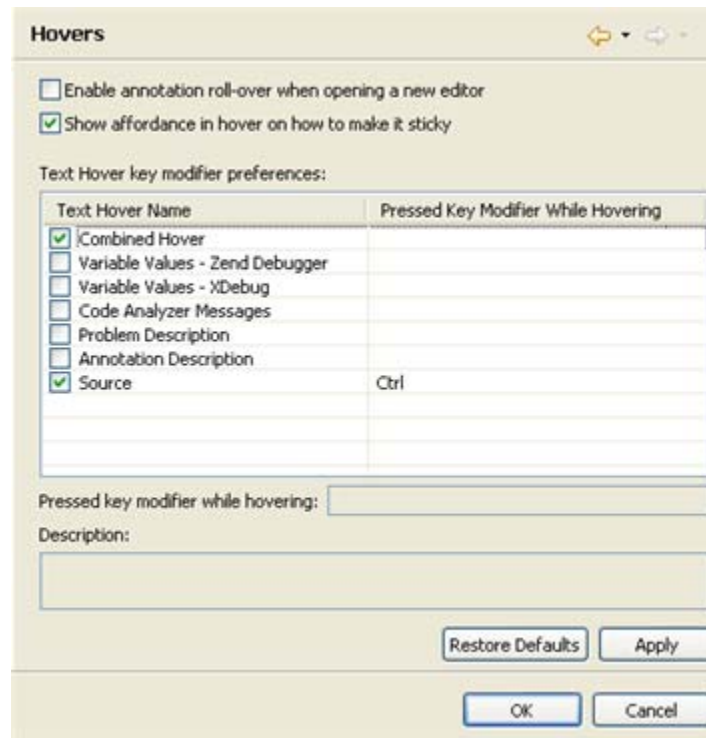 Hovers
Enable annotation roll-over when opening a new editor
Show affordance in hover on how to make it sticky
Text Hover key modifier preferences:
Text Hover Name Pressed Key Modifier While Hovering
Combined Hover
Variable Values - Zend Debugger
Variable Values - XDebug
Code Analyzer Messages
Problem Description
Annotation Description
Source Ctrl
Pressed key modifier while hovering:
Description:
Restore Defaults Apply
OK Cancel